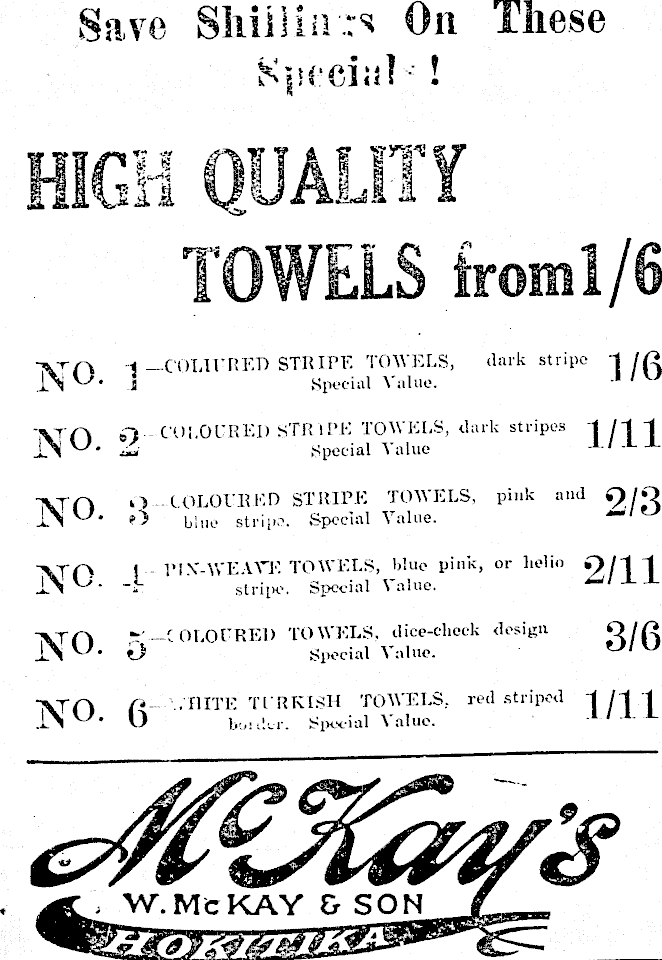 Save Shillings On These
Specials !
HIGH QUALITY
TOWELS from 1/6
NO. 1—COLIURED STRIPE TOWELS, dark stripe 1/6
Special Value.
NO. 2—COLOURED STRIPE TOWELS, dark stripes 1/11
Special Value
NO. 3—COLOURED STRIPE TOWELS, pink and 2/3
blue stripe. Special Value.
NO. 4—PIN-WEAVE TOWELS, blue pink, or helio 2/11
stripe. Special Value.
NO. 5—COLOURED TOWELS, dice-check design 3/6
Special Value.
NO. 6—WHITE TURKISH TOWELS, red striped 1/11
border. Special Value.
McKay's
W. McKAY & SON
HOKITIKA